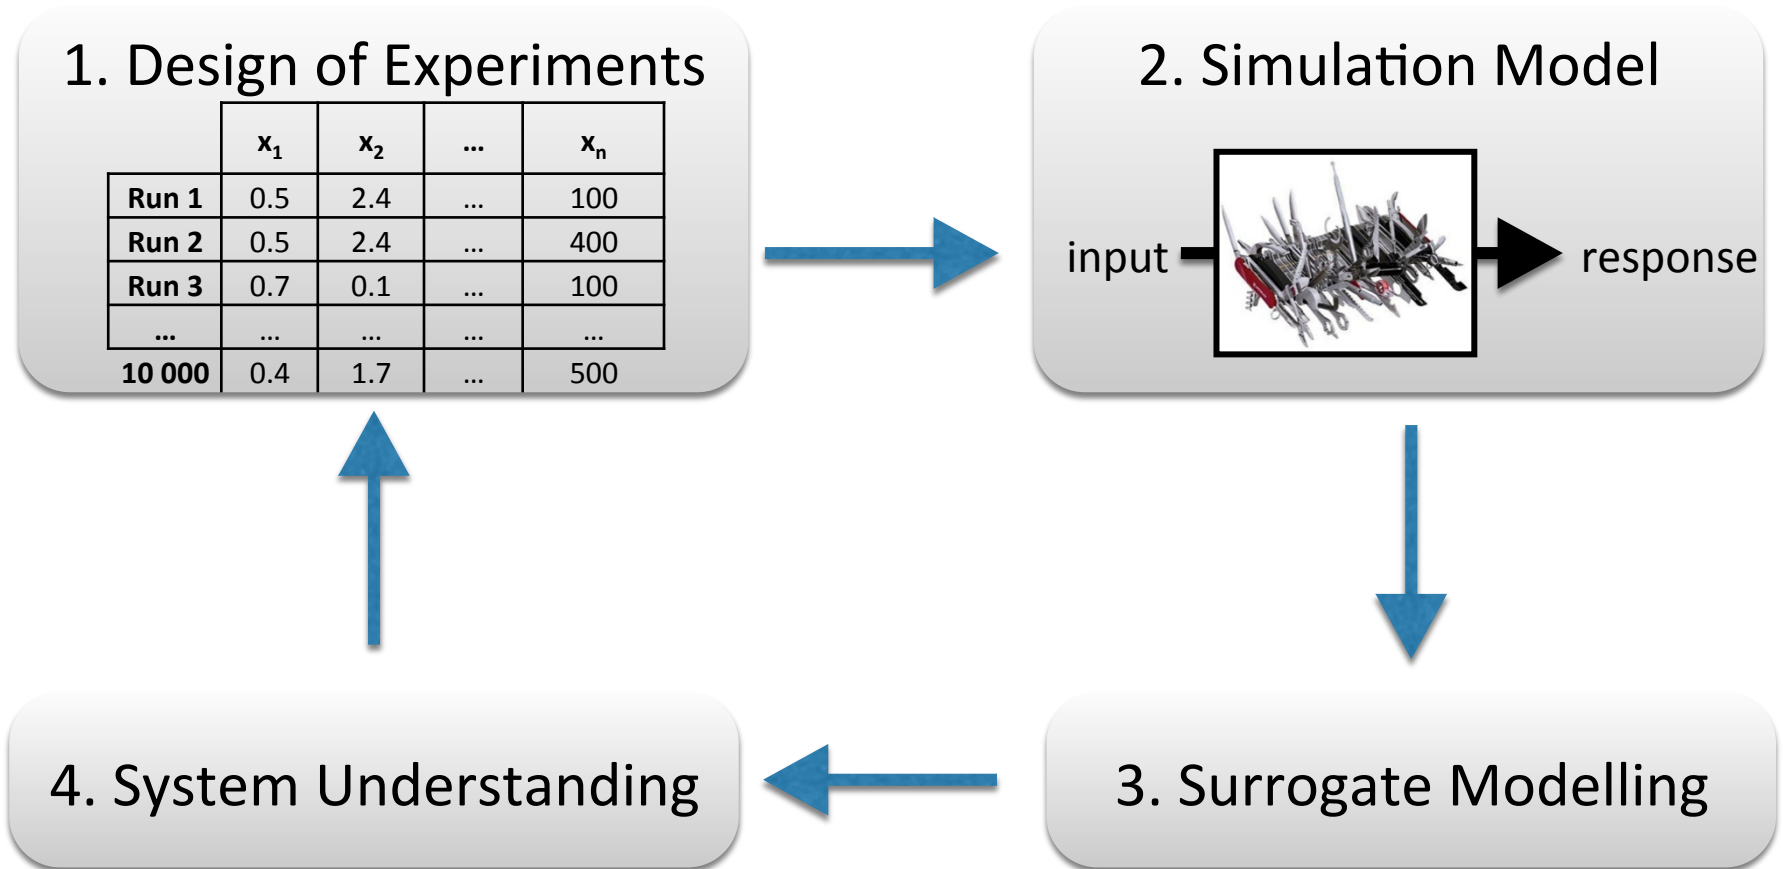 1. Design of Experiments
x1 x2 ... xn
Run 1 0.5 2.4 ... 100
Run 2 0.5 2.4 ... 400
Run 3 0.7 0.1 ... 100
... ... ... ... ...
10 000 0.4 1.7 ... 500
2. Simulation Model
input response
4. System Understanding
3. Surrogate Modelling